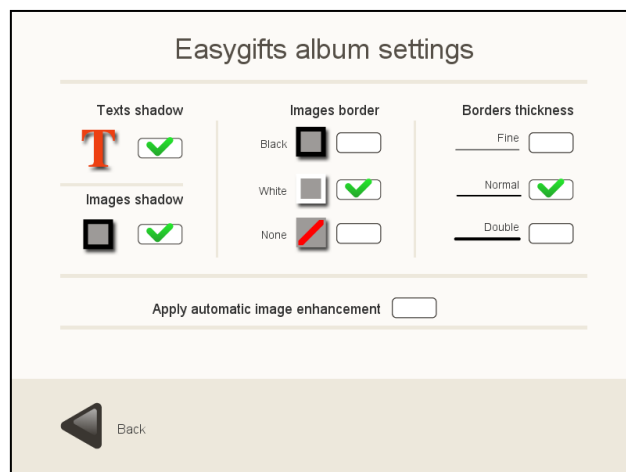 Easygifts album settings
Texts shadow
T
Images shadow
Images border
Black
White
None
Borders thickness
Fine
Normal
Double
Apply automatic image enhancement
Back